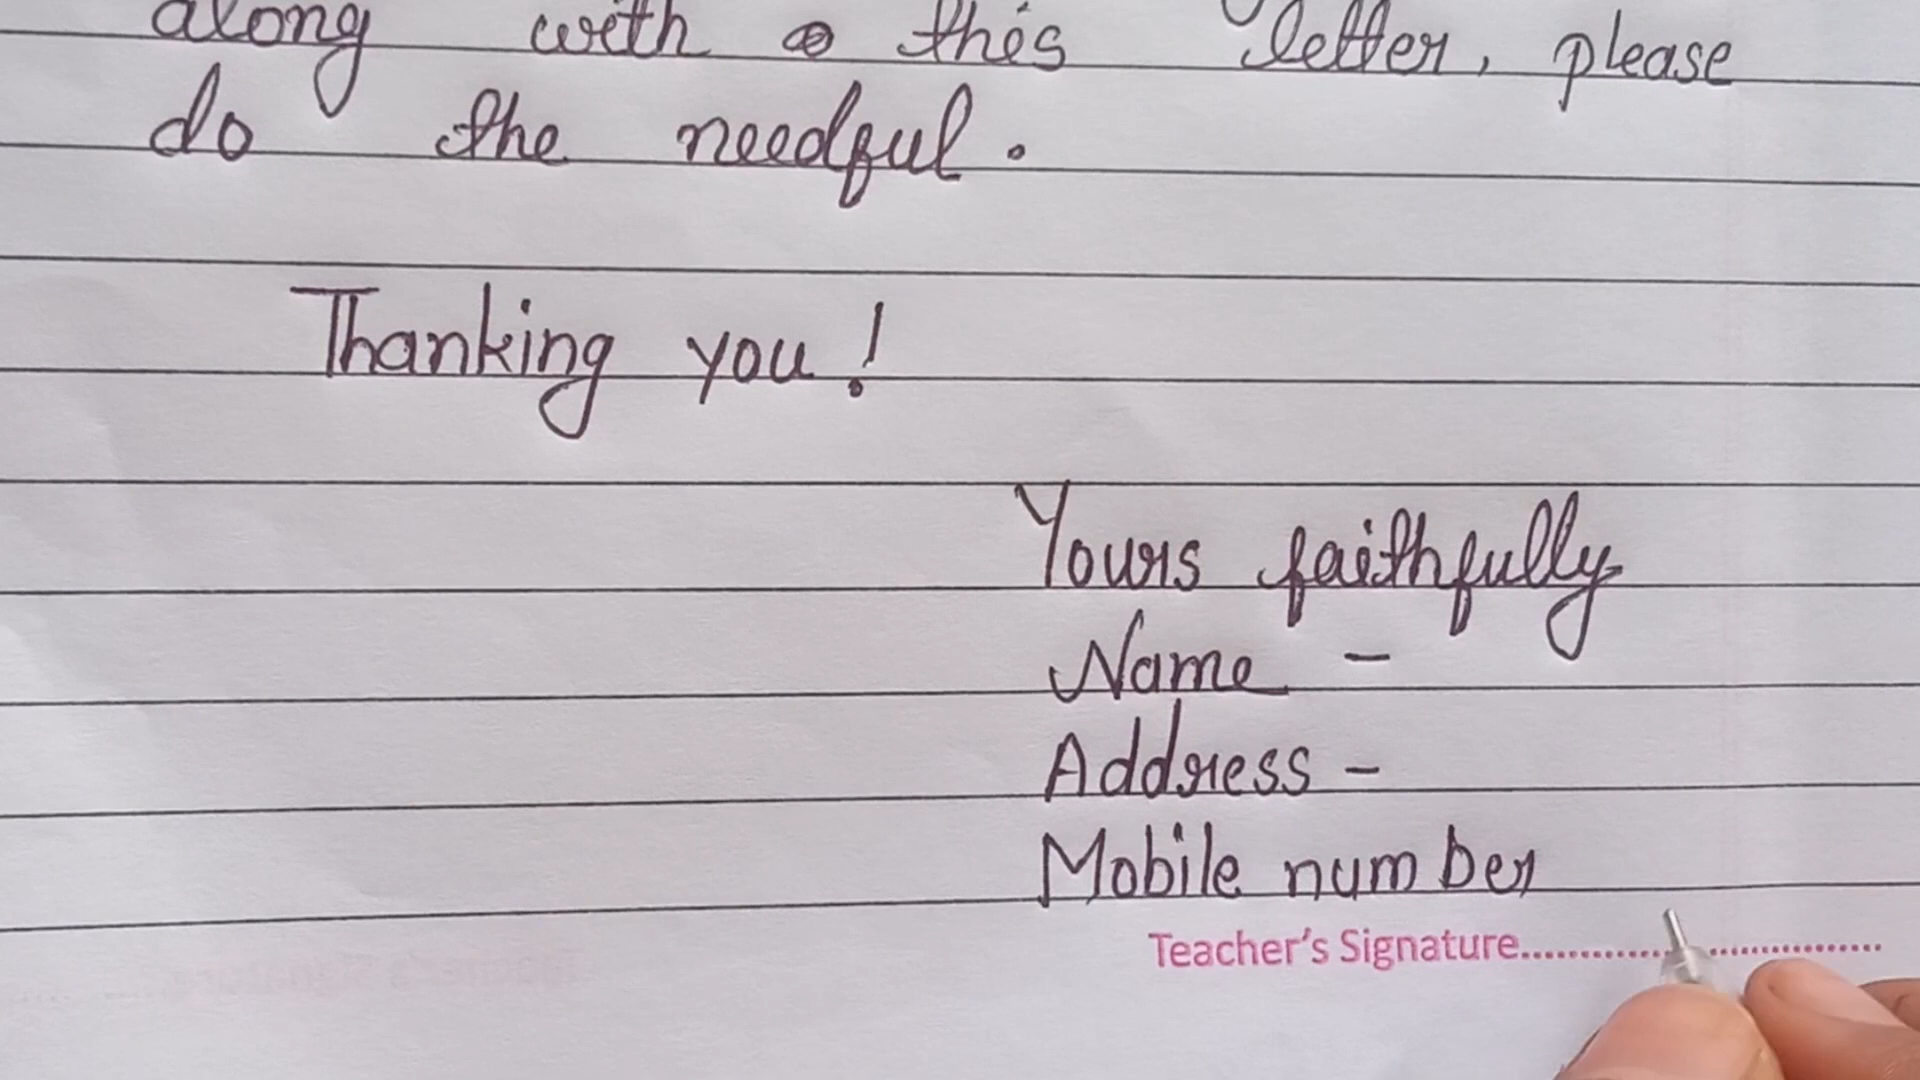 along with this letter, please
do the needful.
Thanking you!
Yours faithfully
Name -
Address -
Mobile number
Teacher's Signature........................................